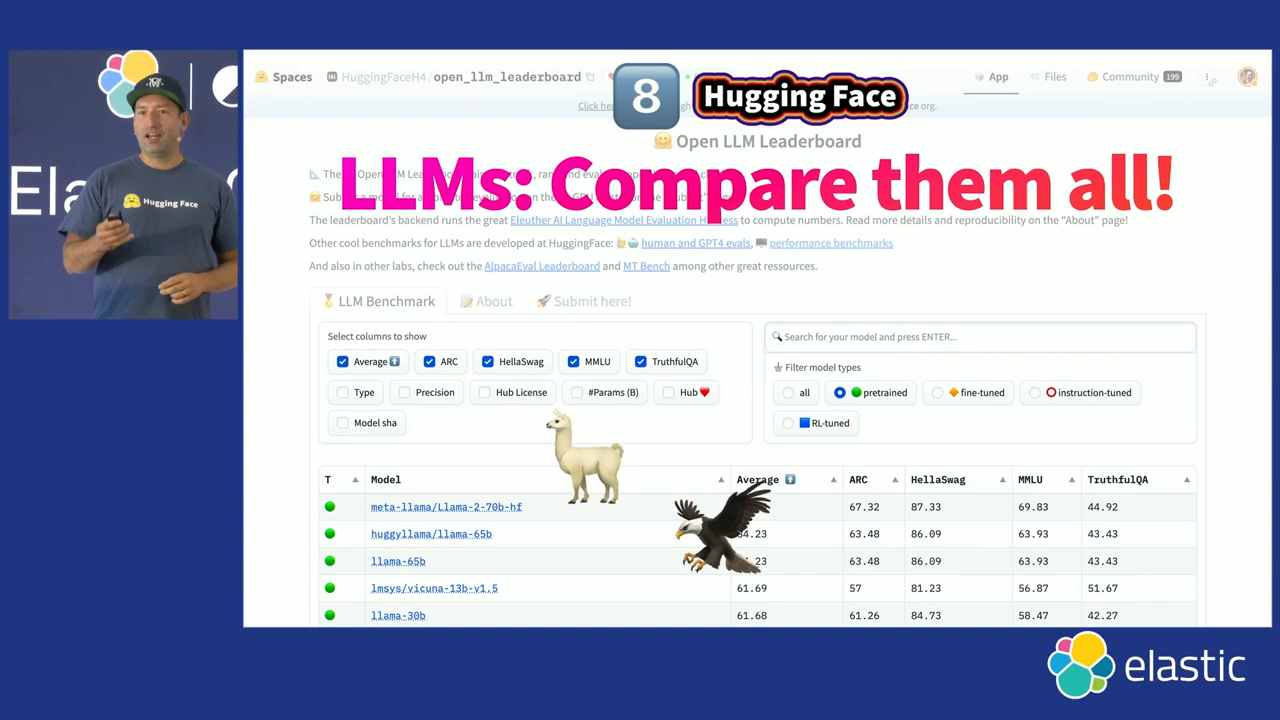 Ela
Hugging Face
Spaces
HuggingFaceH4/open_llm_leaderboard
App
Files
Community 199
8
Hugging Face
Click
ce org.
Open LLM Leaderboard
LLMs: Compare them all!
The leaderboard's backend runs the great Eleuther AI Language Model Evaluation H ess to compute numbers. Read more details and reproducibility on the "About" page!
Other cool benchmarks for LLMs are developed at HuggingFace: human and GPT4 evals, performance benchmarks
And also in other labs, check out the AlpacaEval Leaderboard and MT Bench among other great ressources.
LLM Benchmark
About
Submit here!
Select columns to show
Average
ARC
HellaSwag
MMLU
TruthfulQA
Type
Precision
Hub License
#Params (B)
Hub
Model sha
Search for your model and press ENTER...
Filter model types
all
pretrained
fine-tuned
instruction-tuned
RL-tuned
T Model Average ARC HellaSwag MMLU TruthfulQA
meta-llama/Llama-2-70b-hf 67.32 87.33 69.83 44.92
huggyllama/llama-65b 4.23 63.48 86.09 63.93 43.43
llama-65b .23 63.48 86.09 63.93 43.43
lmsys/vicuna-13b-v1.5 61.69 57 81.23 56.87 51.67
llama-30b 61.68 61.26 84.73 58.47 42.27
elastic